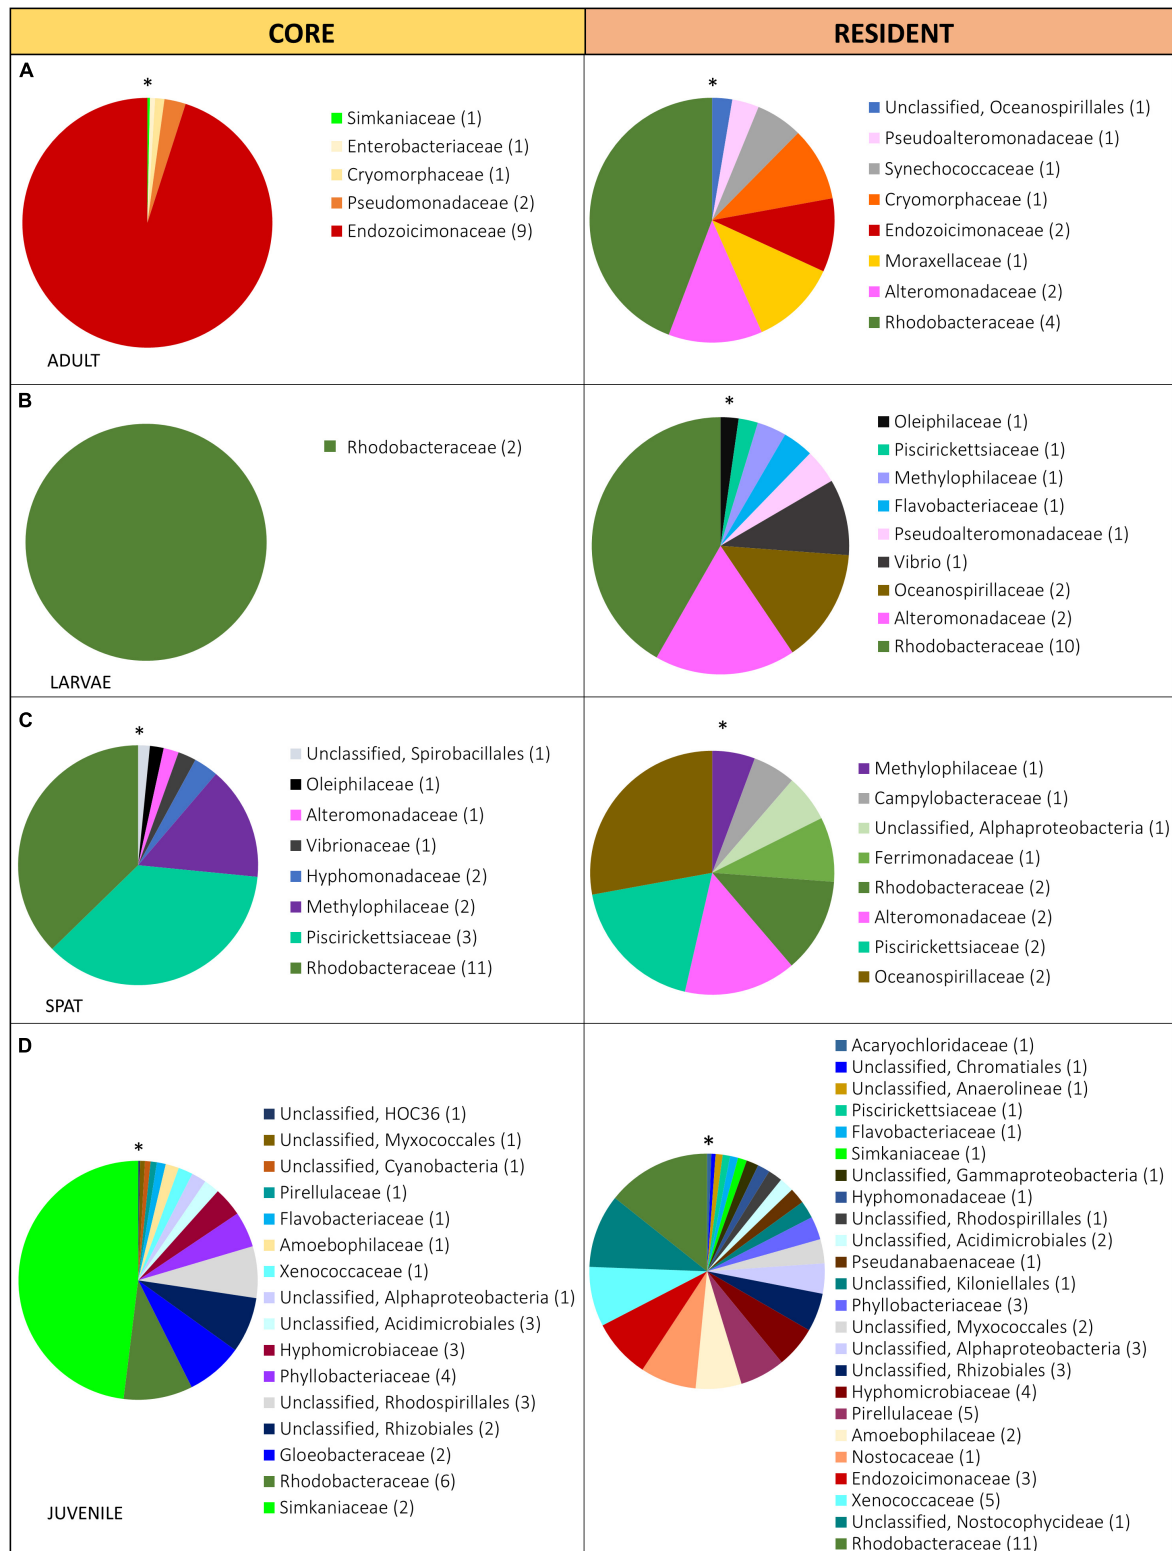 CORE
RESIDENT
A
*
Simkaniaceae (1)
Enterobacteriaceae (1)
Cryomorphaceae (1)
Pseudomonadaceae (2)
Endozoicimonaceae (9)
ADULT
*
Unclassified, Oceanospirillales (1)
Pseudoalteromonadaceae (1)
Synechococcaceae (1)
Cryomorphaceae (1)
Endozoicimonaceae (2)
Moraxellaceae (1)
Alteromonadaceae (2)
Rhodobacteraceae (4)
B
Rhodobacteraceae (2)
LARVAE
*
Oleiphilaceae (1)
Piscirickettsiaceae (1)
Methylophilaceae (1)
Flavobacteriaceae (1)
Pseudoalteromonadaceae (1)
Vibrio (1)
Oceanospirillaceae (2)
Alteromonadaceae (2)
Rhodobacteraceae (10)
C
*
Unclassified, Spirobacillales (1)
Oleiphilaceae (1)
Alteromonadaceae (1)
Vibrionaceae (1)
Hyphomonadaceae (2)
Methylophilaceae (2)
Piscirickettsiaceae (3)
Rhodobacteraceae (11)
SPAT
*
Methylophilaceae (1)
Campylobacteraceae (1)
Unclassified, Alphaproteobacteria (1)
Ferrimonadaceae (1)
Rhodobacteraceae (2)
Alteromonadaceae (2)
Piscirickettsiaceae (2)
Oceanospirillaceae (2)
D
*
Unclassified, HOC36 (1)
Unclassified, Myxococcales (1)
Unclassified, Cyanobacteria (1)
Pirellulaceae (1)
Flavobacteriaceae (1)
Amoebophilaceae (1)
Xenococcaceae (1)
Unclassified, Alphaproteobacteria (1)
Unclassified, Acidimicrobiales (3)
Hyphomicrobiaceae (3)
Phyllobacteriaceae (4)
Unclassified, Rhodospirillales (3)
Unclassified, Rhizobiales (2)
Gloeobacteraceae (2)
Rhodobacteraceae (6)
Simkaniaceae (2)
JUVENILE
*
Acaryochloridaceae (1)
Unclassified, Chromatiales (1)
Unclassified, Anaerolineae (1)
Piscirickettsiaceae (1)
Flavobacteriaceae (1)
Simkaniaceae (1)
Unclassified, Gammaproteobacteria (1)
Hyphomonadaceae (1)
Unclassified, Rhodospirillales (1)
Unclassified, Acidimicrobiales (2)
Pseudanabaenaceae (1)
Unclassified, Kiloniellales (1)
Phyllobacteriaceae (3)
Unclassified, Myxococcales (2)
Unclassified, Alphaproteobacteria (3)
Unclassified, Rhizobiales (3)
Hyphomicrobiaceae (4)
Pirellulaceae (5)
Amoebophilaceae (2)
Nostocaceae (1)
Endozoicimonaceae (3)
Xenococcaceae (5)
Unclassified, Nostocophycideae (1)
Rhodobacteraceae (11)